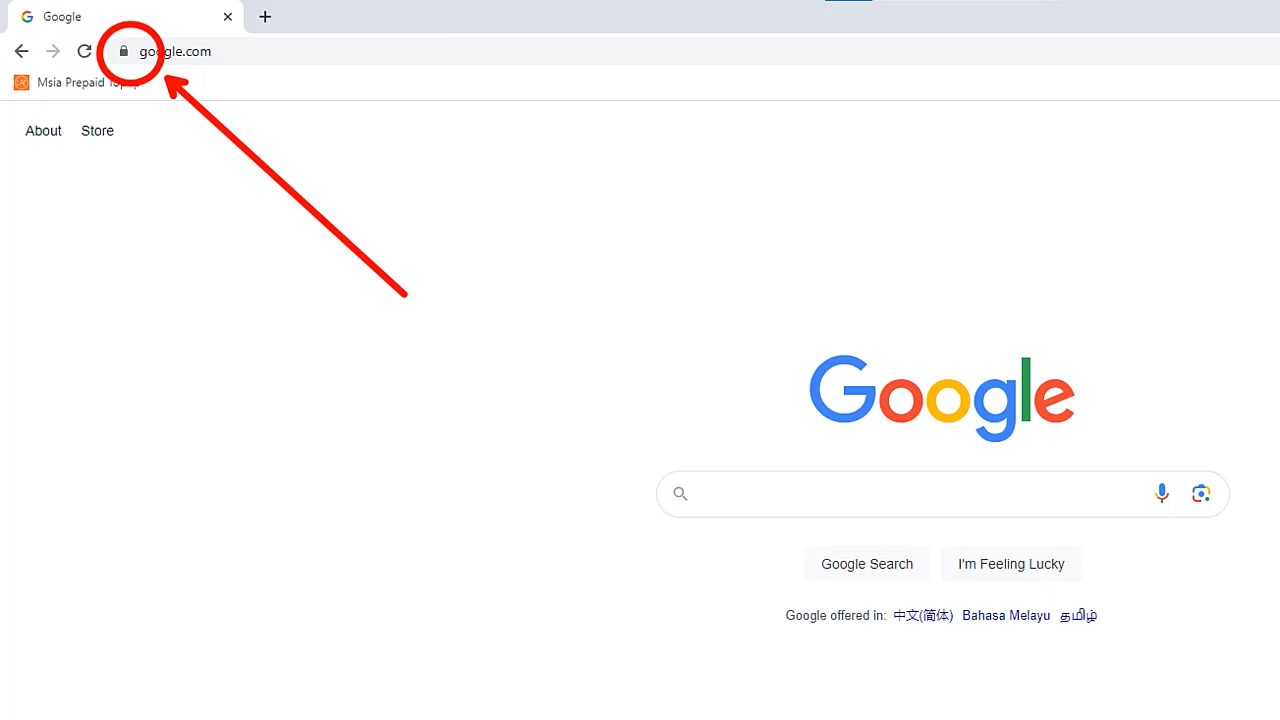 Google
google.com
Msia Prepaid
About Store
Google
Google Search I'm Feeling Lucky
Google offered in: 中文(简体) Bahasa Melayu தமிழ்